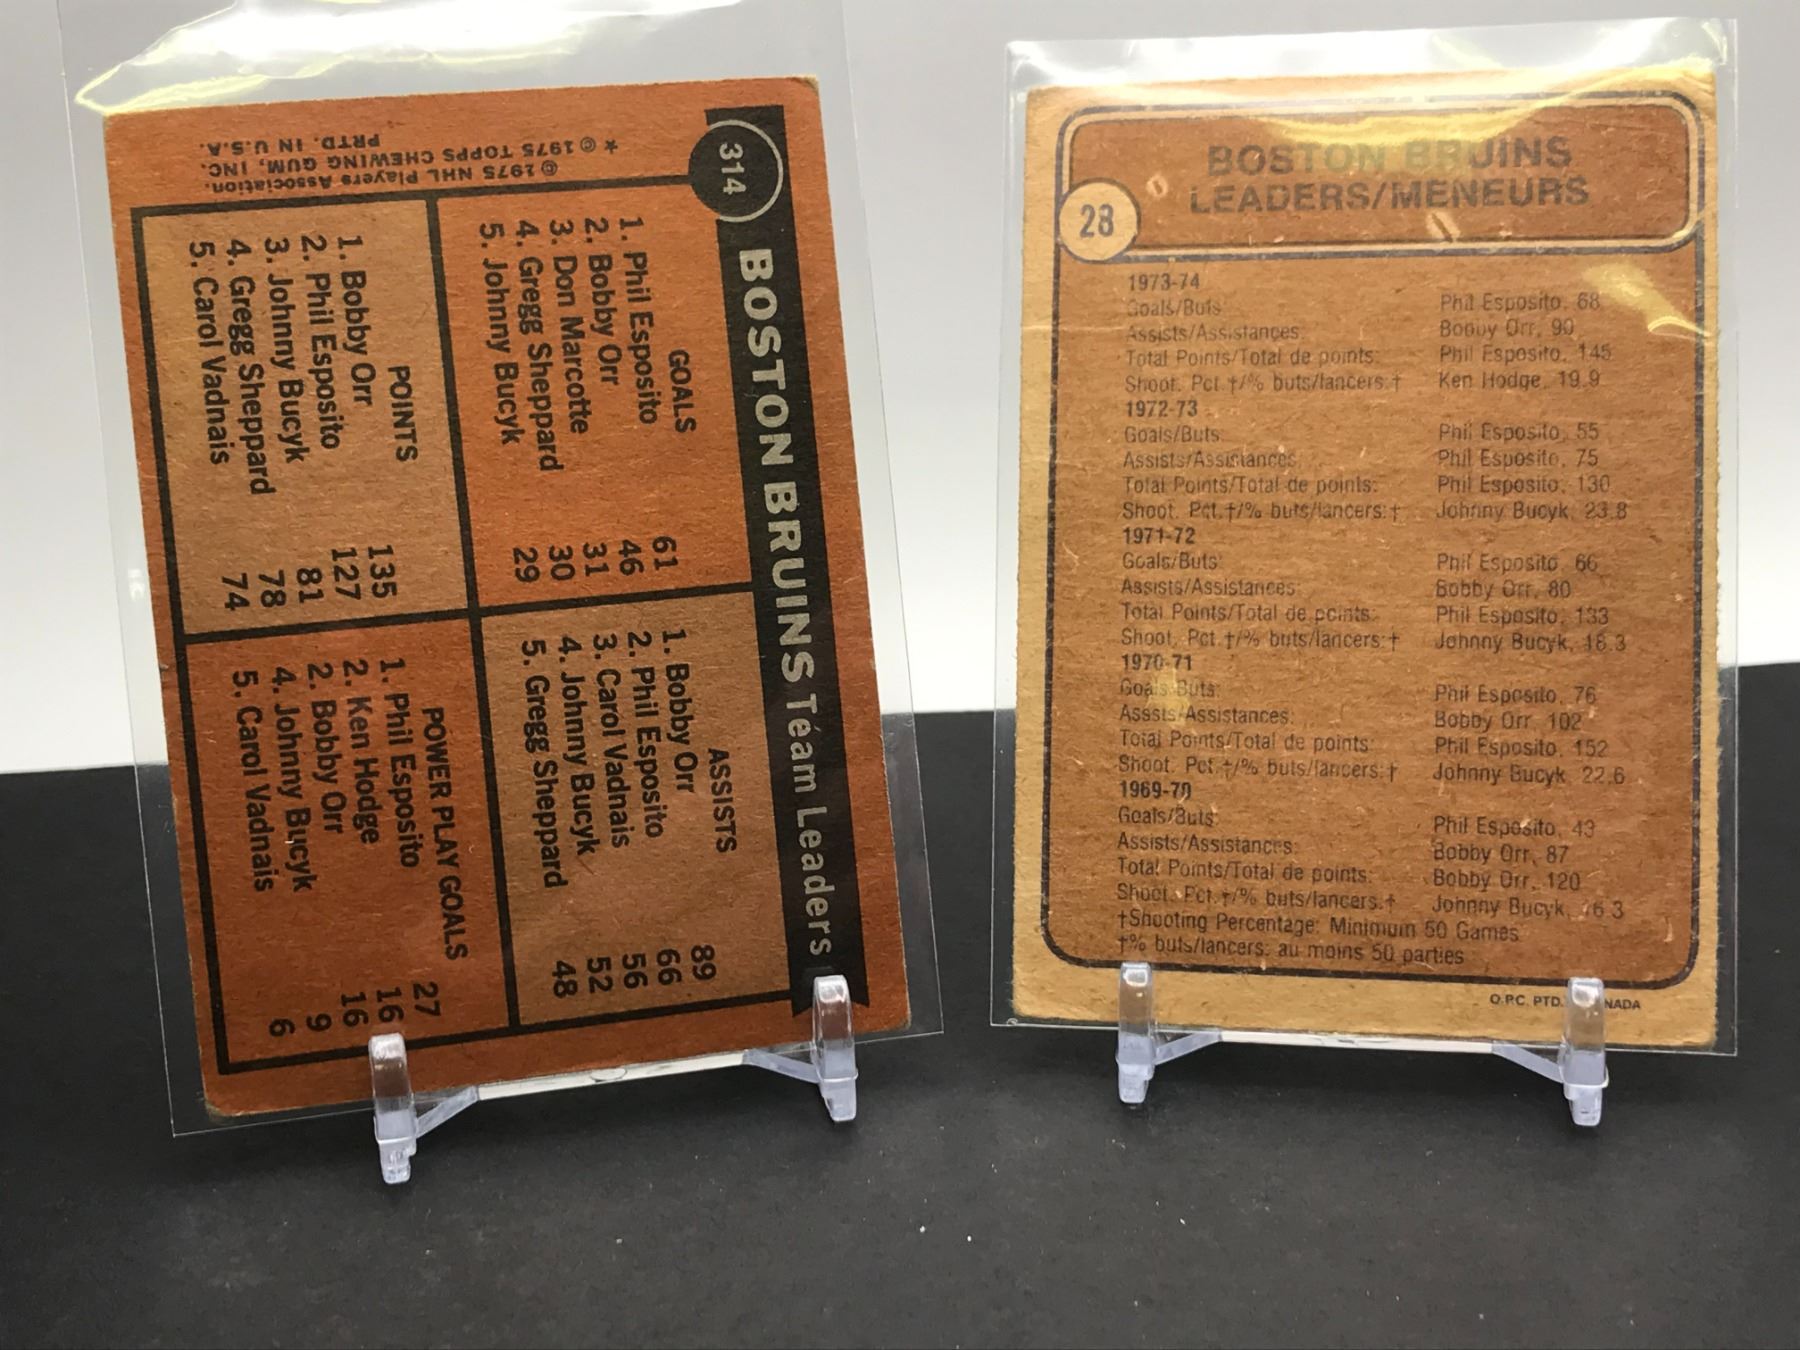 314
BOSTON BRUINS Team Leaders
GOALS
1. Phil Esposito 61
2. Bobby Orr 46
3. Don Marcotte 31
4. Gregg Sheppard 30
5. Johnny Bucyk 29
ASSISTS
1. Bobby Orr 89
2. Phil Esposito 66
3. Carol Vadnais 56
4. Johnny Bucyk 52
5. Gregg Sheppard 48
POINTS
1. Bobby Orr 135
2. Phil Esposito 127
3. Johnny Bucyk 81
4. Gregg Sheppard 78
5. Carol Vadnais 74
POWER PLAY GOALS
1. Phil Esposito 27
2. Ken Hodge 16
2. Bobby Orr 16
4. Johnny Bucyk 9
5. Carol Vadnais 6
© 1975 NHL Players Association.
★ © 1975 TOPPS CHEWING GUM, INC.
PRTD. IN U.S.A.
28
BOSTON BRUINS
LEADERS/MENEURS
1973-74
Goals/Buts Phil Esposito, 68
Assists/Assistances: Bobby Orr, 90
Total Points/Total de points: Phil Esposito, 145
Shoot. Pct.†/% buts/lancers:† Ken Hodge, 19.9
1972-73
Goals/Buts: Phil Esposito, 55
Assists/Assistances: Phil Esposito, 75
Total Points/Total de points: Phil Esposito, 130
Shoot. Pct.†/% buts/lancers:† Johnny Bucyk, 23.8
1971-72
Goals/Buts: Phil Esposito 66
Assists/Assistances: Bobby Orr, 80
Total Points/Total de points: Phil Esposito, 133
Shoot. Pct.†/% buts/lancers:† Johnny Bucyk,
1970-71
Goals/Buts: Phil Esposito, 76
Asssts/Assistances: Bobby Orr, 102
Total Points/Total de points: Phil Esposito, 152
Shoot. Pct.†/% buts/lancers:† Johnny Bucyk, 22.6
1969-70
Goals/Buts: Phil Esposito, 43
Assists/Assistances: Bobby Orr, 87
Total Points/Total de points: Bobby Orr, 120
Shoot. Pct.†/% buts/lancers:† Johnny Bucyk,
†Shooting Percentage: Minimum 50 Games
†% buts/lancers: au moins 50 parties
O.P.C. PTD. NADA